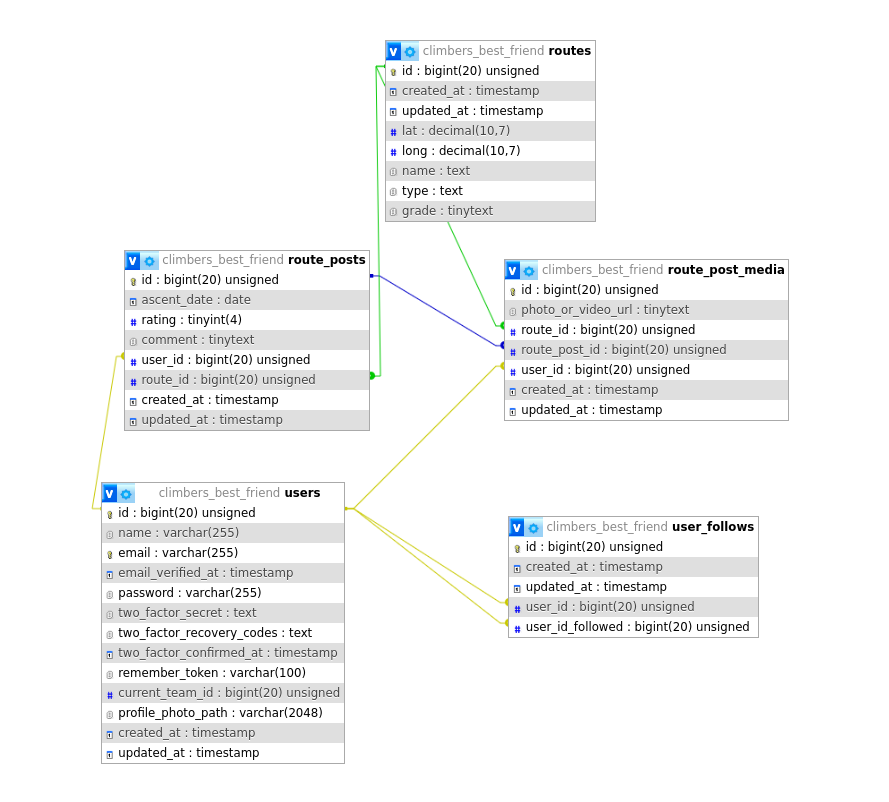 V climbers_best_friend routes
id : bigint(20) unsigned
created_at : timestamp
updated_at : timestamp
# lat : decimal(10,7)
# long : decimal(10,7)
name : text
type : text
grade : tinytext
V climbers_best_friend route_posts
id : bigint(20) unsigned
ascent_date : date
# rating : tinyint(4)
comment : tinytext
# user_id : bigint(20) unsigned
# route_id : bigint(20) unsigned
created_at : timestamp
updated_at : timestamp
V climbers_best_friend route_post_media
id : bigint(20) unsigned
photo_or_video_url : tinytext
# route_id : bigint(20) unsigned
# route_post_id : bigint(20) unsigned
# user_id : bigint(20) unsigned
created_at : timestamp
updated_at : timestamp
V climbers_best_friend users
id : bigint(20) unsigned
name : varchar(255)
email : varchar(255)
email_verified_at : timestamp
password : varchar(255)
two_factor_secret : text
two_factor_recovery_codes : text
two_factor_confirmed_at : timestamp
remember_token : varchar(100)
# current_team_id : bigint(20) unsigned
profile_photo_path : varchar(2048)
created_at : timestamp
updated_at : timestamp
V climbers_best_friend user_follows
id : bigint(20) unsigned
created_at : timestamp
updated_at : timestamp
# user_id : bigint(20) unsigned
# user_id_followed : bigint(20) unsigned